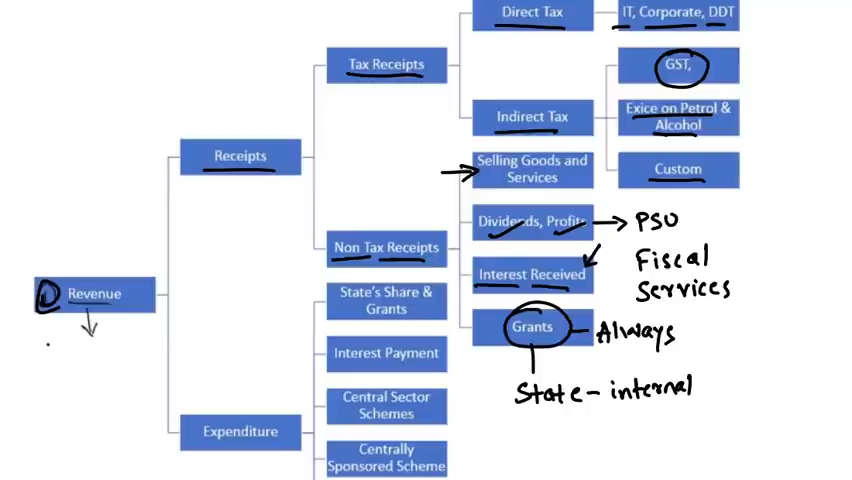 Direct Tax
IT, Corporate, DDT
Tax Receipts
GST,
Indirect Tax
Exice on Petrol &
Alcohol
Receipts
Selling Goods and
Services
Custom
Dividends, Profits
PSU
Non Tax Receipts
Interest Received
Fiscal
Services
Revenue
State's Share &
Grants
Grants
Always
Interest Payment
State - internal
Central Sector
Schemes
Expenditure
Centrally
Sponsored Scheme